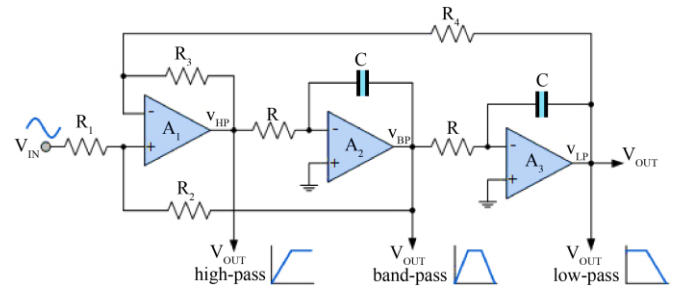 R4
R3
C
C
R1
vHP
R
-
vBP
R
-
-
A1
A2
A3
vLP
VIN
+
+
+
VOUT
R2
VOUT
high-pass
VOUT
band-pass
VOUT
low-pass